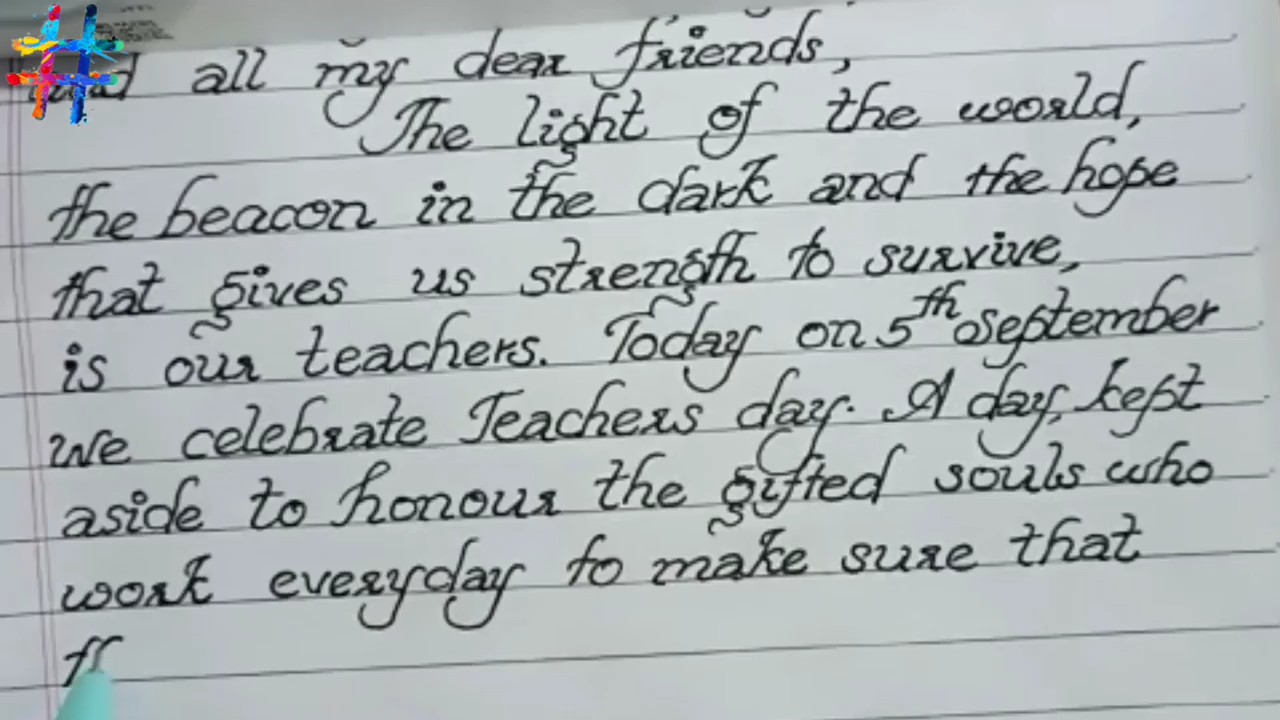 and all my dear friends,
The light of the world,
the beacon in the dark and the hope
that gives us strength to survive,
is our teachers. Today on 5th september
we celebrate Teachers day. A day, kept
aside to honour the gifted souls who
work everyday to make sure that